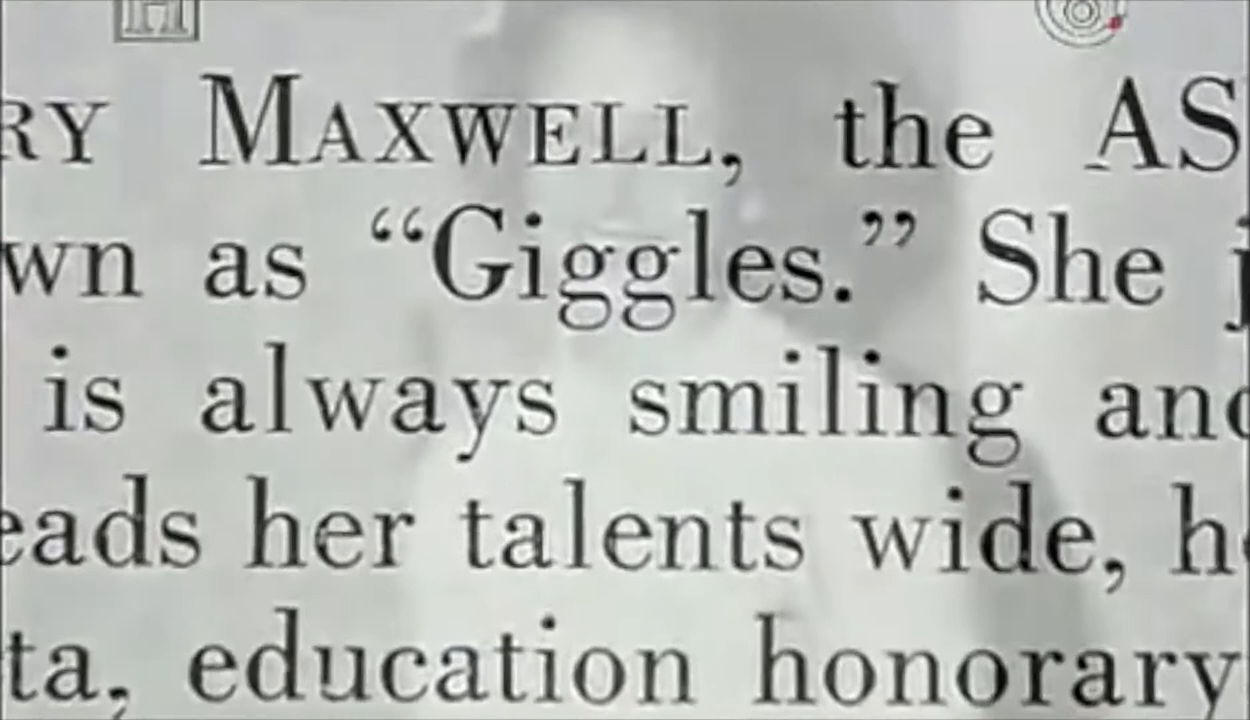 H
RY MAXWELL, the AS
wn as “Giggles.” She j
is always smiling and
eads her talents wide, he
ta, education honorary